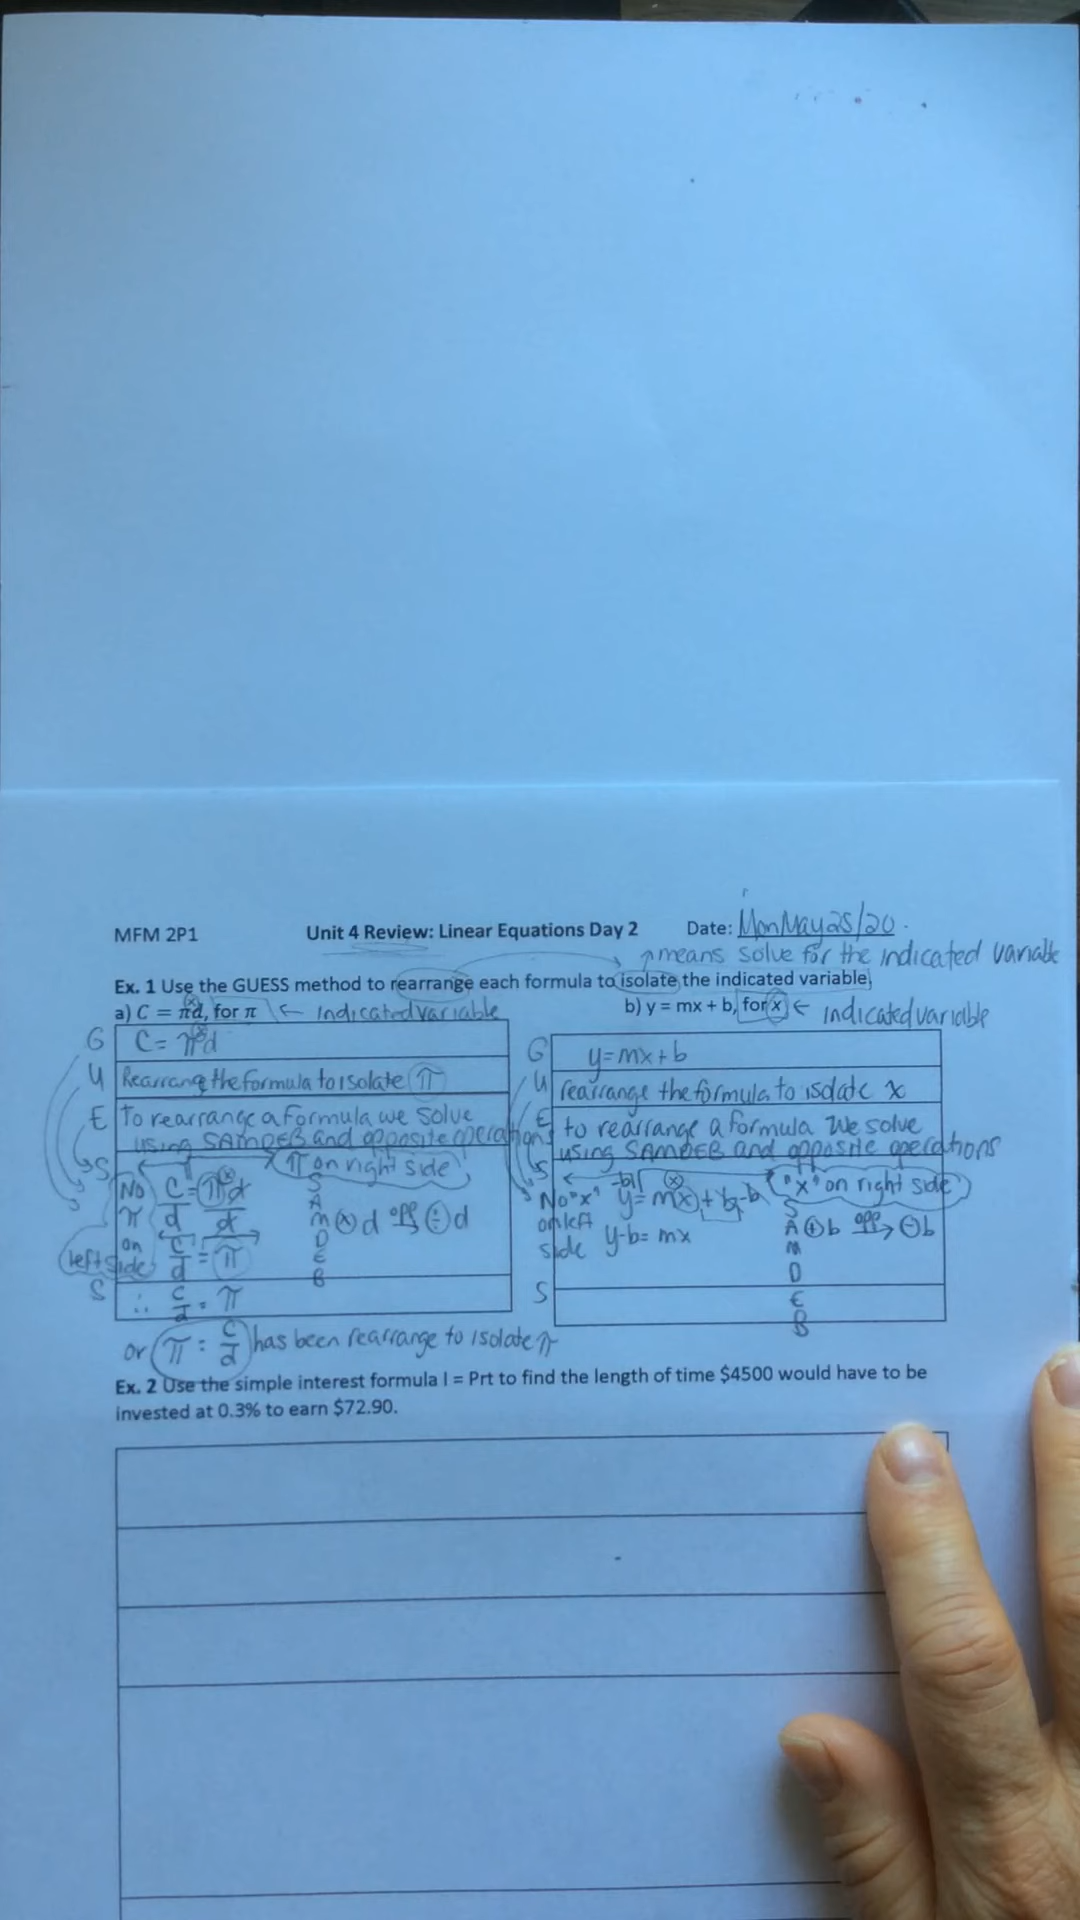 MFM 2P1 Unit 4 Review: Linear Equations Day 2 Date: Mon May 25/20.
means solve for the indicated variable
Ex. 1 Use the GUESS method to rearrange each formula to isolate the indicated variable
a) C = πd, for π ← Indicated variable
b) y = mx + b, for x ← indicated variable
G C = π⊗d
U Rearrange the formula to isolate π
E To rearrange a formula we solve
using SAMDEB and opposite operations
S π on right side
No π on left side
C = π⊗d
d d
C/d = π
S
A
M ⊗ d opp ÷ d
D
E
B
S ∴ C/d = π
or π = C/d has been rearrange to isolate π
G y = mx + b
U rearrange the formula to isolate x
E to rearrange a formula we solve
using SAMDEB and opposite operations
S "x" on right side
No "x" on left side
-b y = m⊗x + b - b
y-b = mx
S
A ⊕ b opp → ⊖ b
M
D
E
B
S
Ex. 2 Use the simple interest formula I = Prt to find the length of time $4500 would have to be
invested at 0.3% to earn $72.90.